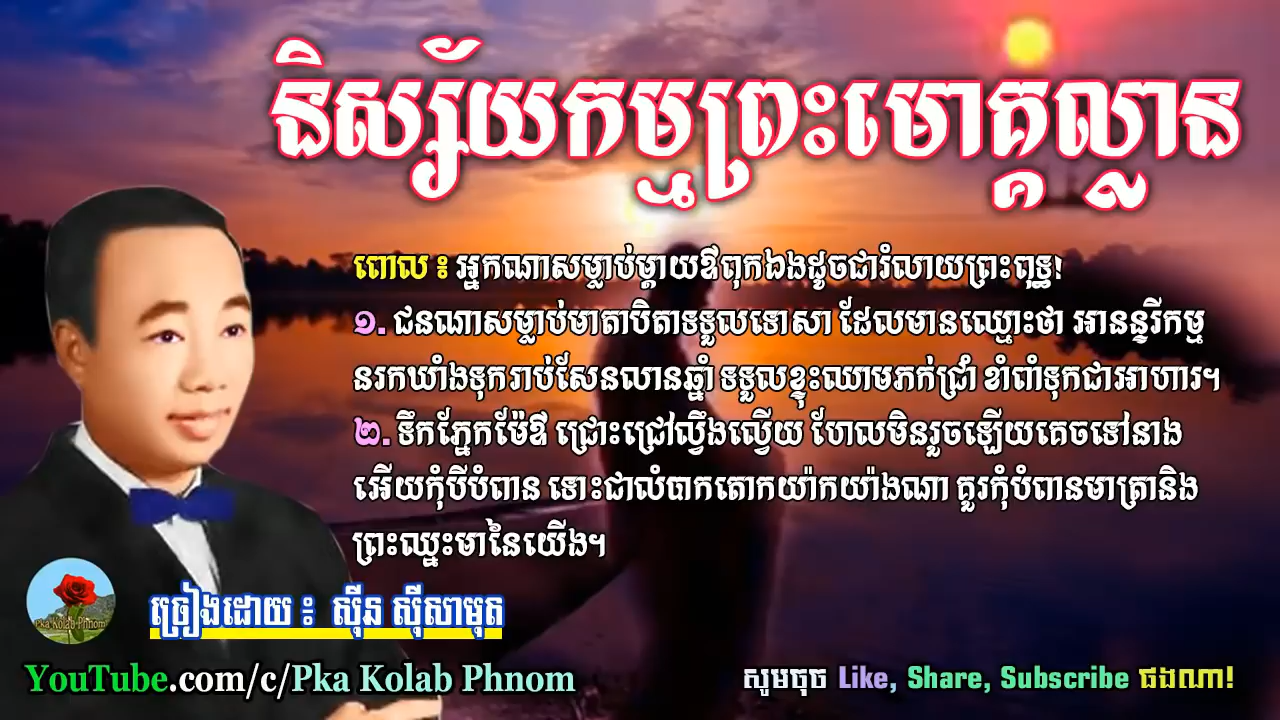 និស្ស័យកម្មព្រះមោគ្គល្លាន
ពោល ៖ អ្នកណាសម្លាប់ម្តាយឪពុកឯងដូចជារំលាយព្រះពុទ្ធ!
១. ជនណាសម្លាប់មាតាបិតាទទួលទោសា ដែលមានឈ្មោះថា អានន្ទរីកម្ម
នរកឃាំងទុករាប់សែនលានឆ្នាំ ទទួលខ្ទុះឈាមភក់ជ្រាំ ខាំពាំទុកជាអាហារ។
២. ទឹកភ្នែកម៉ែឪ ជ្រោះជ្រៅល្វឹងល្វើយ ហែលមិនរួចឡើយគេចទៅនាង
អើយកុំបីបំពាន ទោះជាលំបាកតោកយ៉ាកយ៉ាងណា គួរកុំបំពានមាត្រានិង
ព្រះឈ្នះមានៃយើង។
ច្រៀងដោយ ៖ ស៊ីន ស៊ីសាមុត
Pka Kolab Phnom
YouTube.com/c/Pka Kolab Phnom
សូមចុច Like, Share, Subscribe ផងណា!